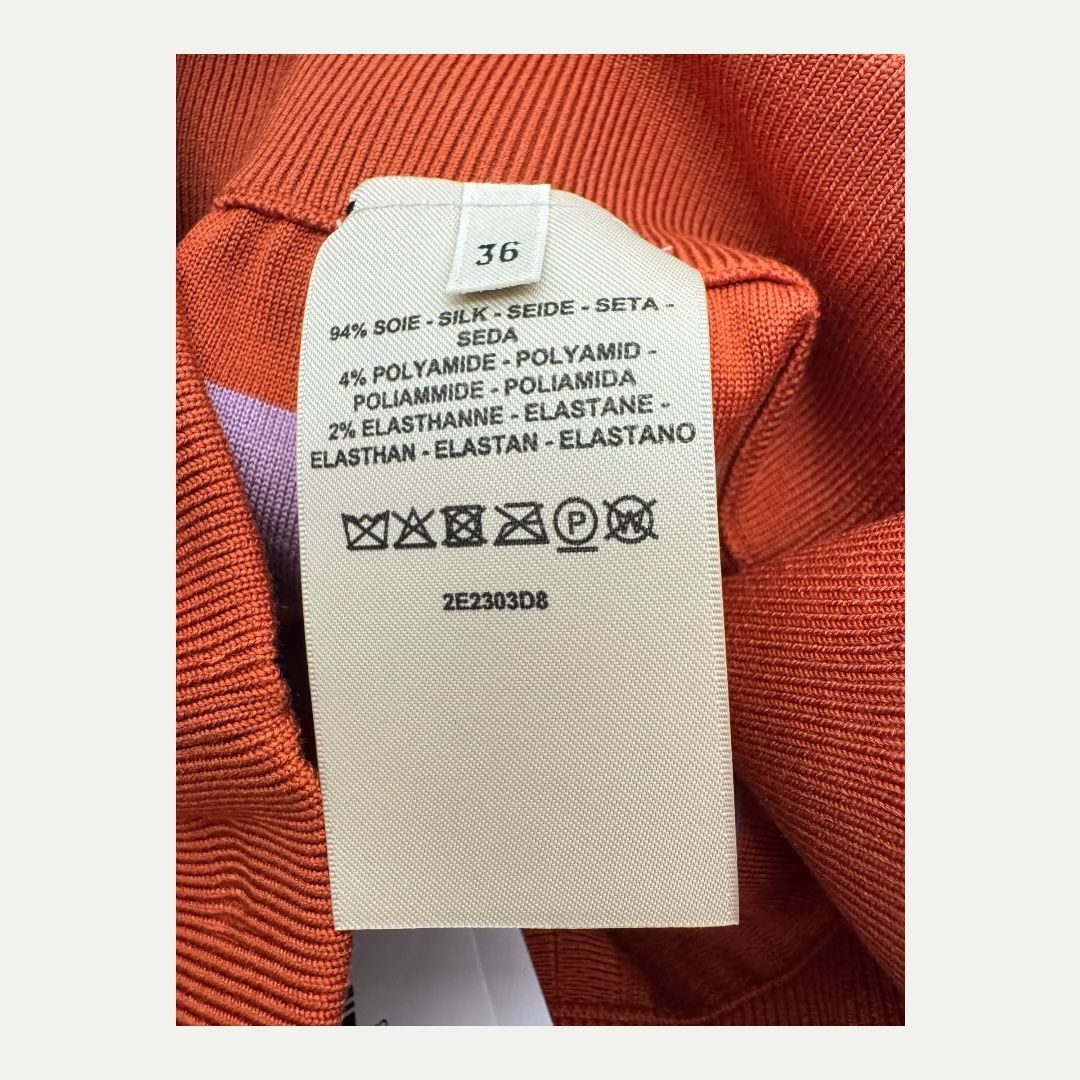 36
94% SOIE - SILK - SEIDE - SETA -
SEDA
4% POLYAMIDE - POLYAMID -
POLIAMMIDE - POLIAMIDA
2% ELASTHANNE - ELASTANE -
ELASTHAN - ELASTAN - ELASTANO
P
W
2E2303D8